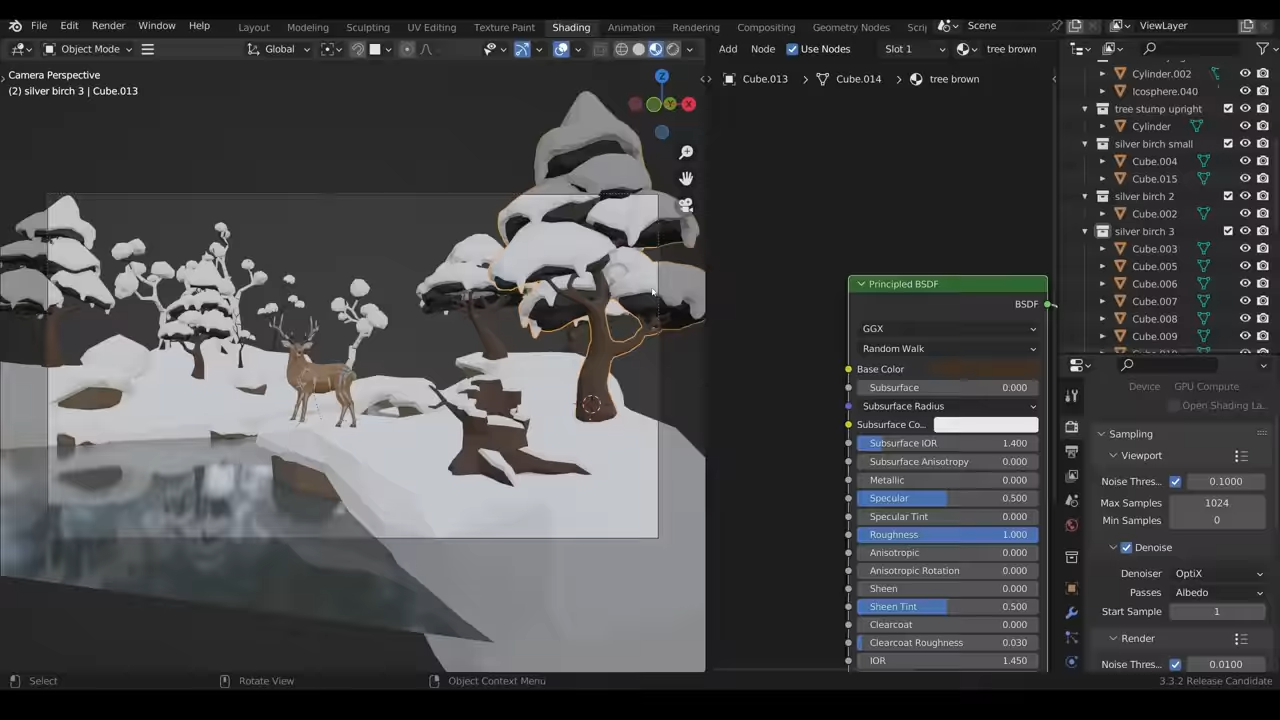 File Edit Render Window Help Layout Modeling Sculpting UV Editing Texture Paint Shading Animation Rendering Compositing Geometry Nodes Scri Scene ViewLayer
Object Mode Global Add Node Use Nodes Slot 1 tree brown
Camera Perspective
(2) silver birch 3 | Cube.013
Z
Y X
Cube.013 > Cube.014 > tree brown
Principled BSDF
BSDF
GGX
Random Walk
Base Color
Subsurface 0.000
Subsurface Radius
Subsurface Co...
Subsurface IOR 1.400
Subsurface Anisotropy 0.000
Metallic 0.000
Specular 0.500
Specular Tint 0.000
Roughness 1.000
Anisotropic 0.000
Anisotropic Rotation 0.000
Sheen 0.000
Sheen Tint 0.500
Clearcoat 0.000
Clearcoat Roughness 0.030
IOR 1.450
Cylinder.002
Icosphere.040
tree stump upright
Cylinder
silver birch small
Cube.004
Cube.015
silver birch 2
Cube.002
silver birch 3
Cube.003
Cube.005
Cube.006
Cube.007
Cube.008
Cube.009
Device GPU Compute
Open Shading La...
Sampling
Viewport
Noise Thres... 0.1000
Max Samples 1024
Min Samples 0
Denoise
Denoiser OptiX
Passes Albedo
Start Sample 1
Render
Noise Thres... 0.0100
Select Rotate View Object Context Menu 3.3.2 Release Candidate